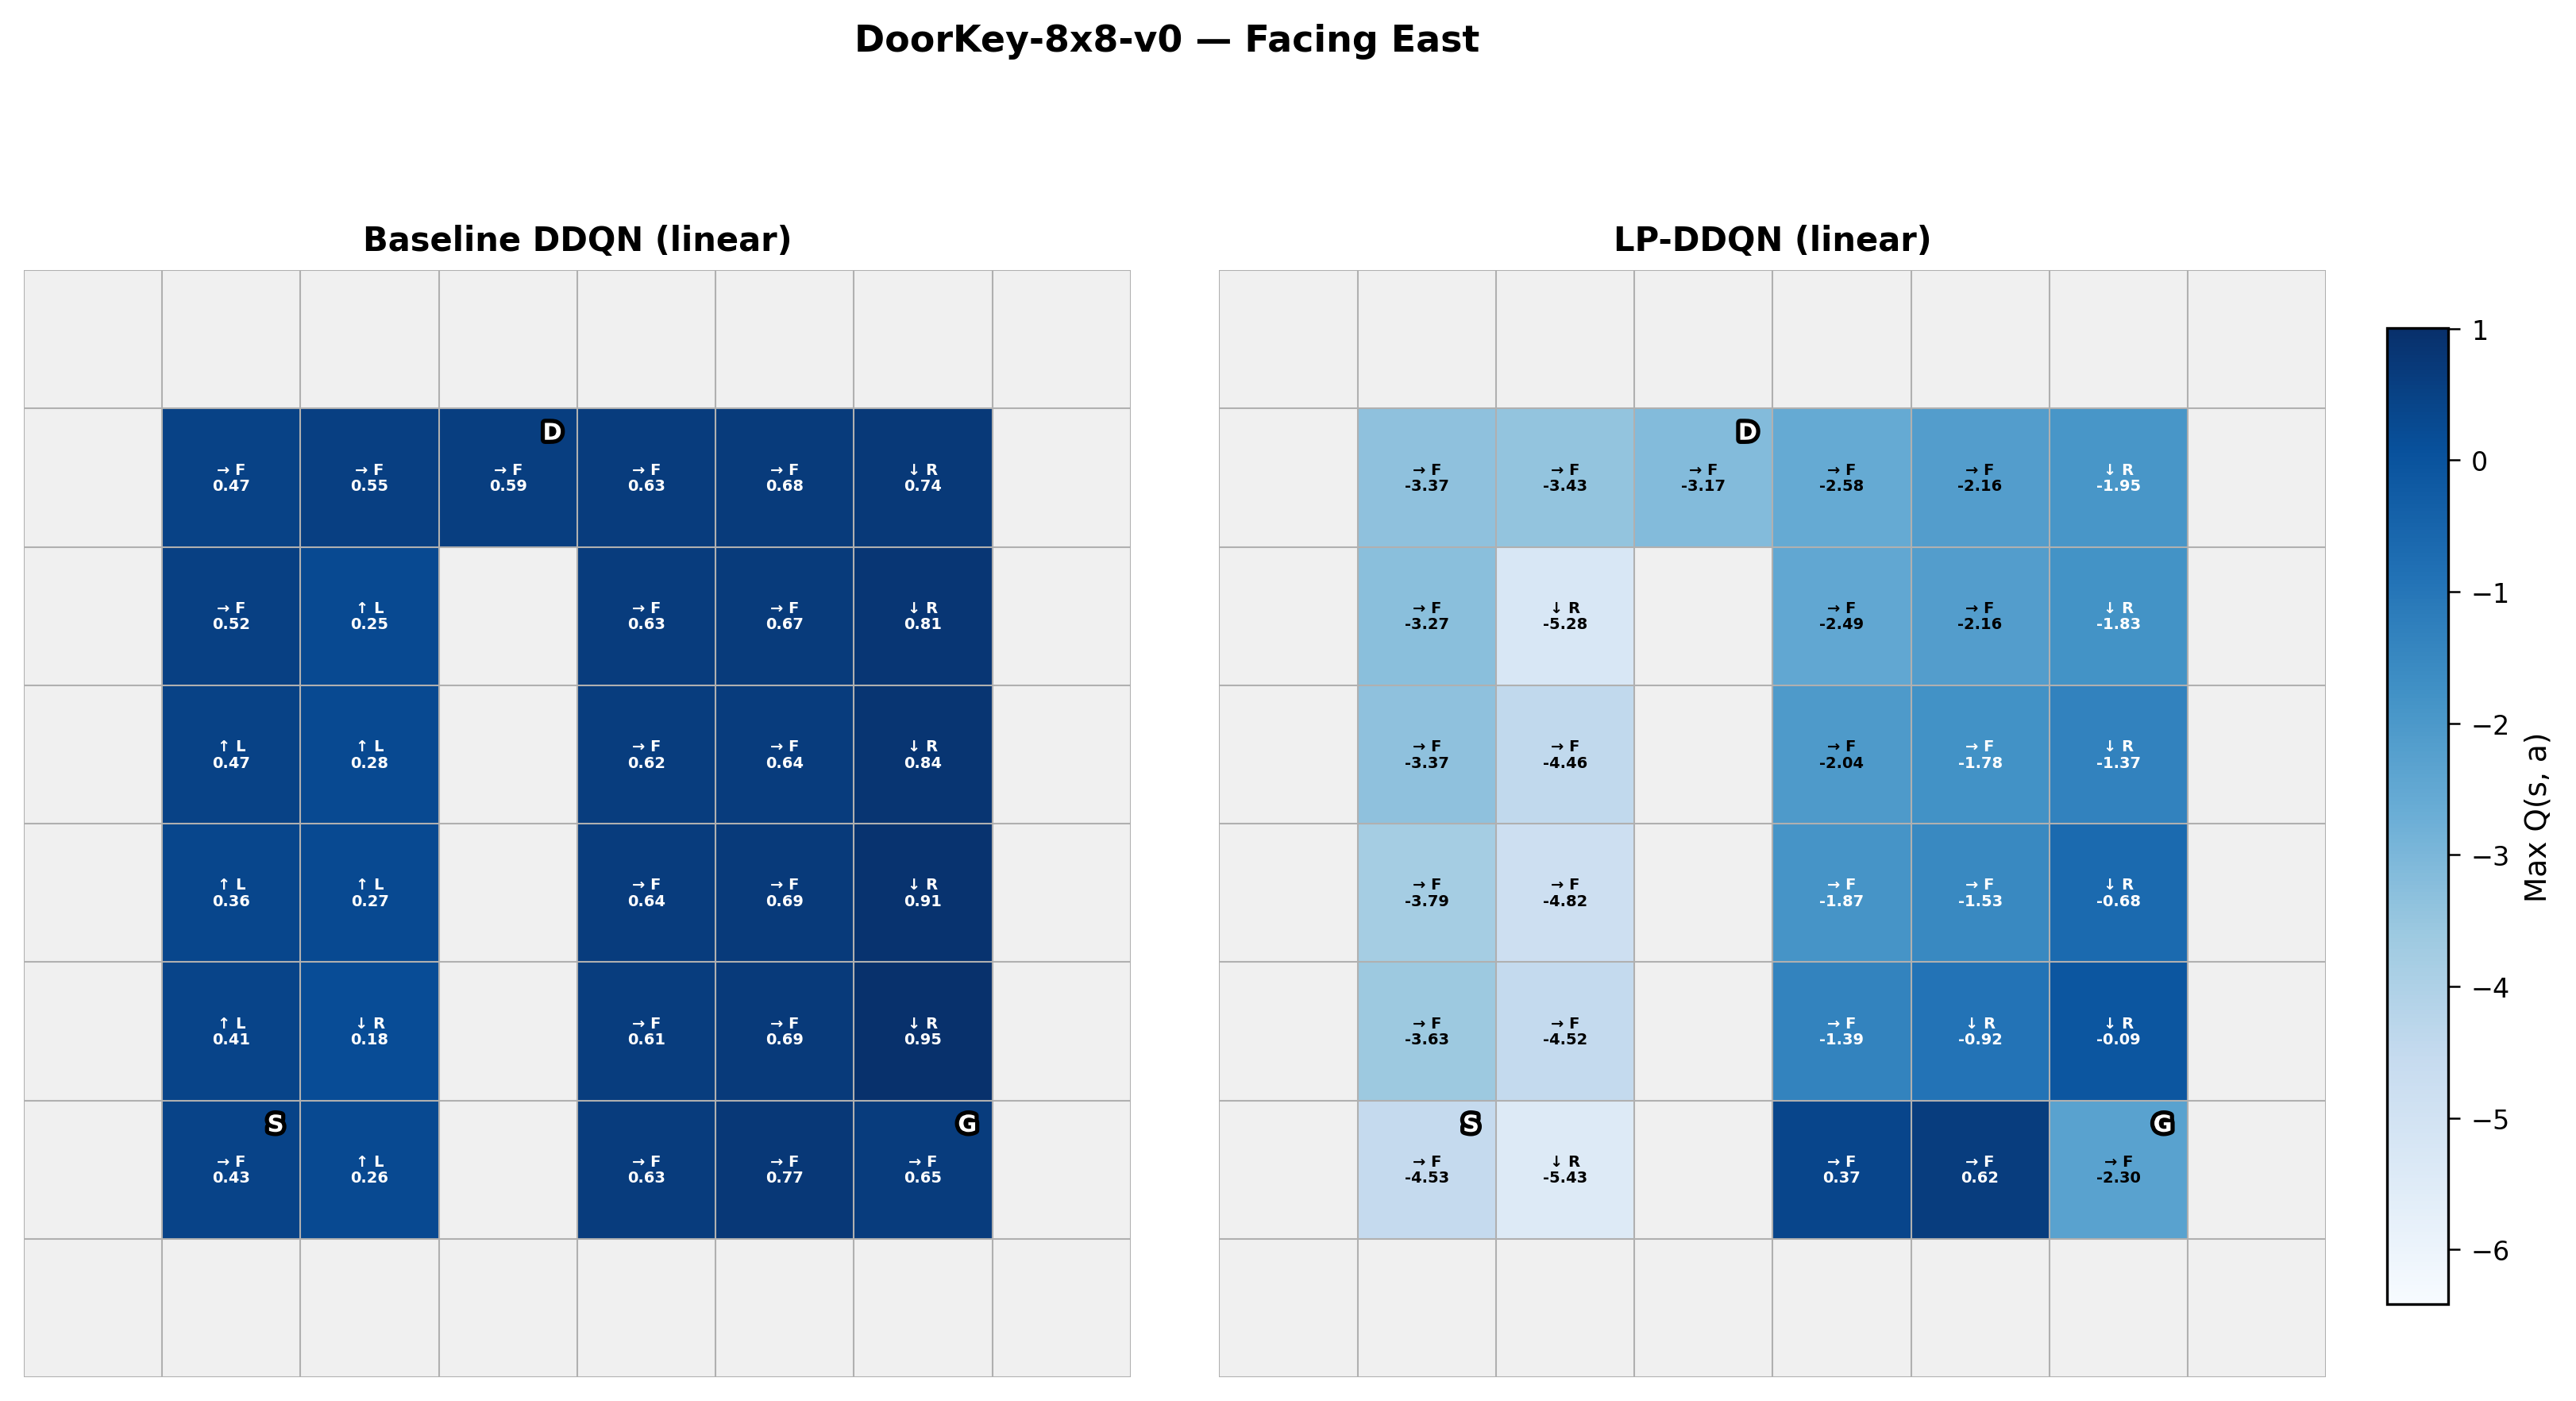 DoorKey-8x8-v0 — Facing East
Baseline DDQN (linear)
D
→ F → F → F → F → F ↓ R
0.47 0.55 0.59 0.63 0.68 0.74
→ F ↑ L → F → F ↓ R
0.52 0.25 0.63 0.67 0.81
↑ L ↑ L → F → F ↓ R
0.47 0.28 0.62 0.64 0.84
↑ L ↑ L → F → F ↓ R
0.36 0.27 0.64 0.69 0.91
↑ L ↓ R → F → F ↓ R
0.41 0.18 0.61 0.69 0.95
S G
→ F ↑ L → F → F → F
0.43 0.26 0.63 0.77 0.65
LP-DDQN (linear)
D
→ F → F → F → F → F ↓ R
-3.37 -3.43 -3.17 -2.58 -2.16 -1.95
→ F ↓ R → F → F ↓ R
-3.27 -5.28 -2.49 -2.16 -1.83
→ F → F → F → F ↓ R
-3.37 -4.46 -2.04 -1.78 -1.37
→ F → F → F → F ↓ R
-3.79 -4.82 -1.87 -1.53 -0.68
→ F → F → F ↓ R ↓ R
-3.63 -4.52 -1.39 -0.92 -0.09
S G
→ F ↓ R → F → F → F
-4.53 -5.43 0.37 0.62 -2.30
1
0
−1
−2
−3
−4
−5
−6
Max Q(s, a)